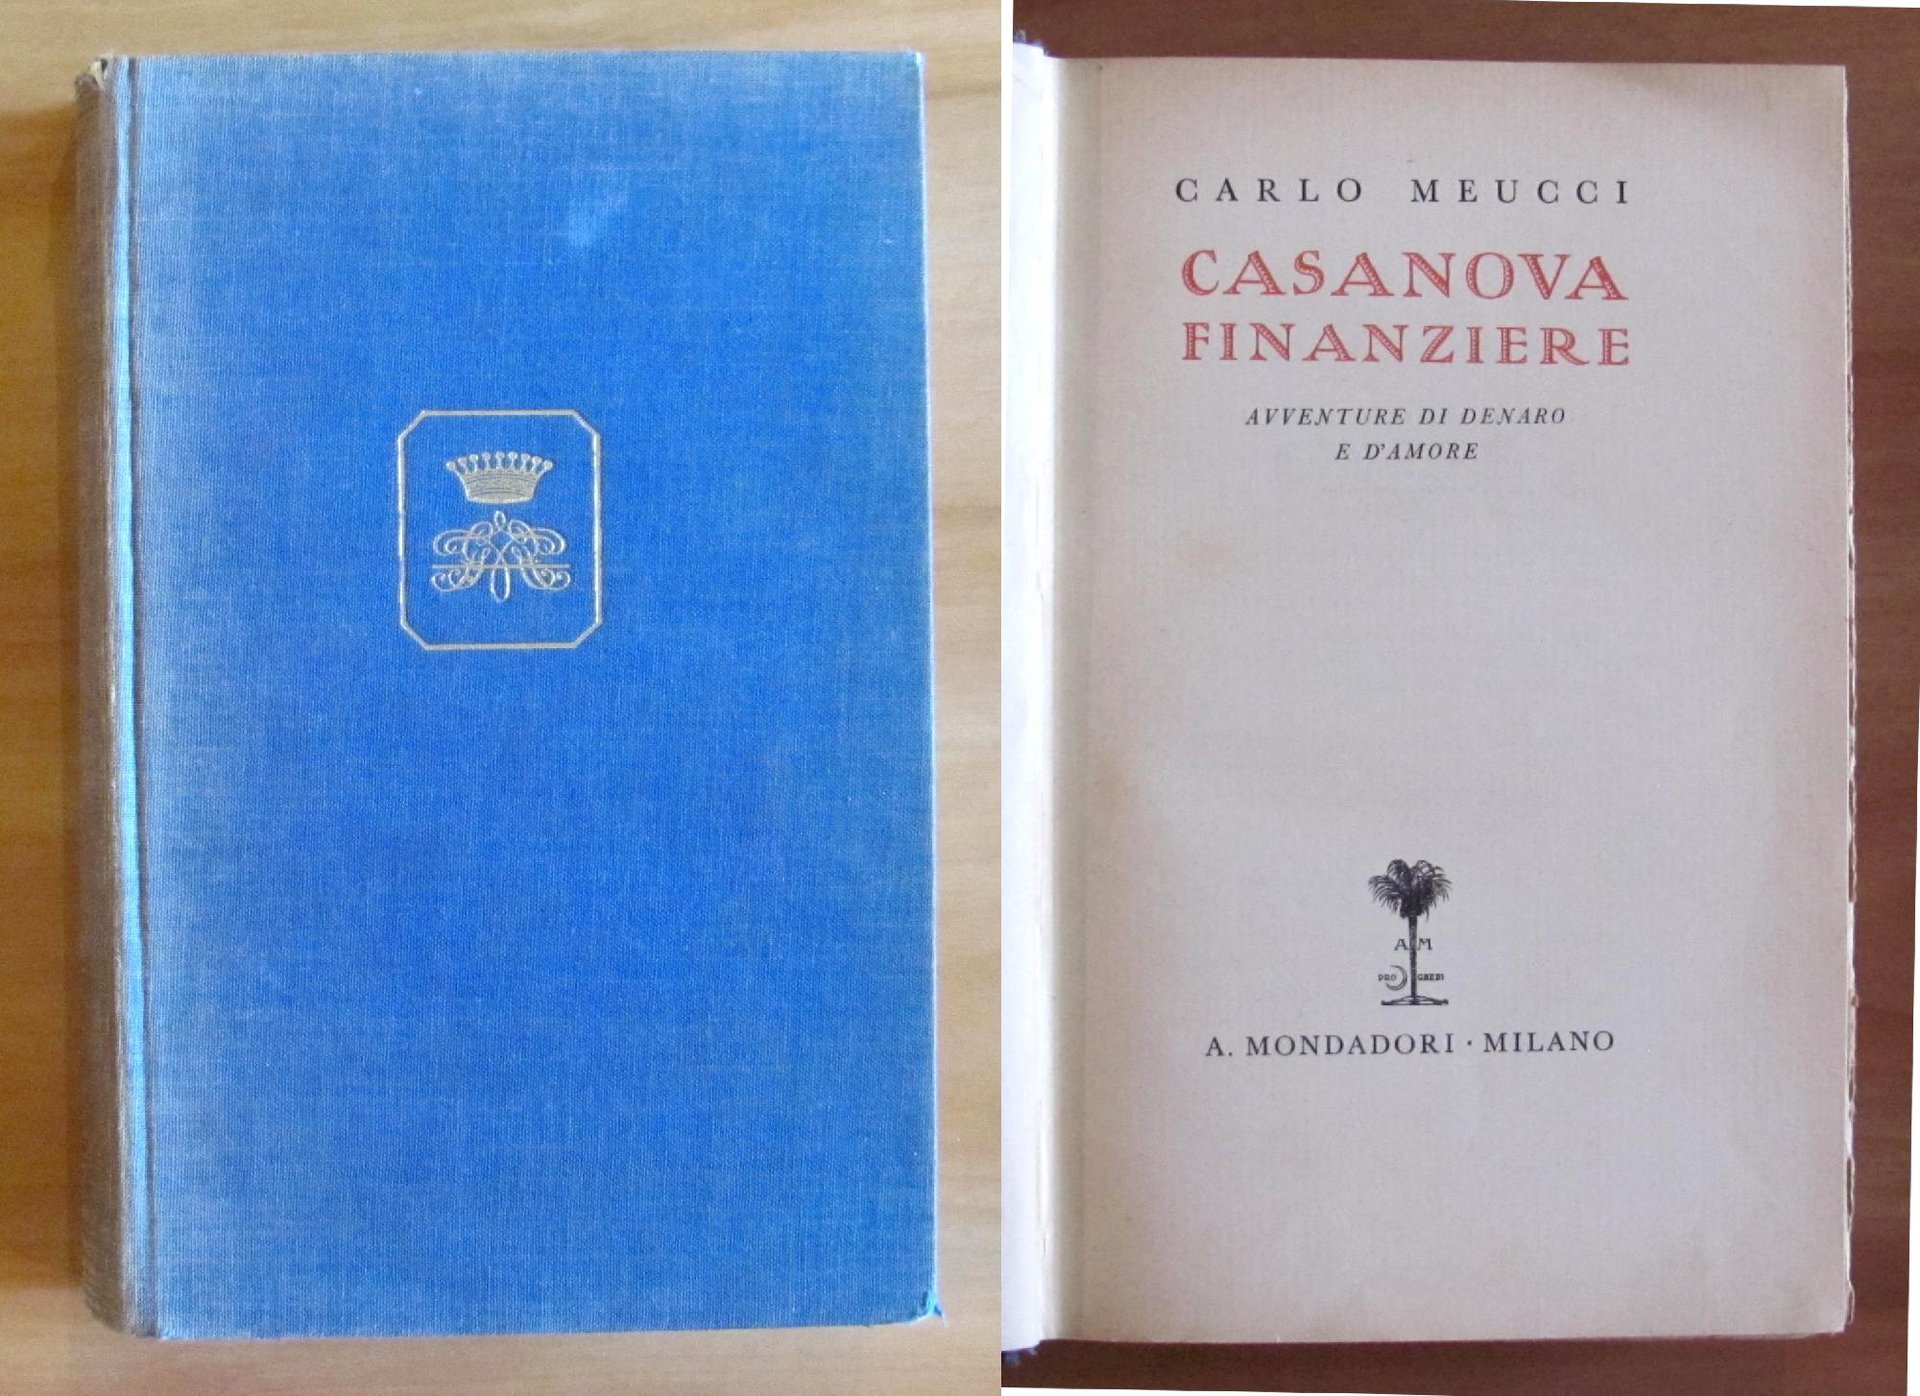 CARLO MEUCCI
CASANOVA
FINANZIERE
AVVENTURE DI DENARO
E D'AMORE
A M
PRO GREDI
A. MONDADORI · MILANO